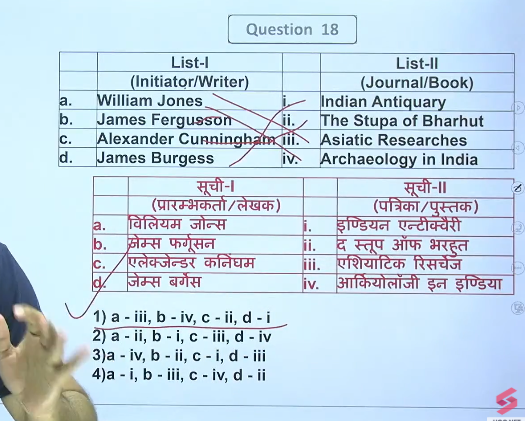 Question 18
List-I List-II
(Initiator/Writer) (Journal/Book)
a. William Jones i. Indian Antiquary
b. James Fergusson ii. The Stupa of Bharhut
c. Alexander Cunningham iii. Asiatic Researches
d. James Burgess iv. Archaeology in India
सूची-I सूची-II
(प्रारम्भकर्ता/लेखक) (पत्रिका/पुस्तक)
a. विलियम जोन्स i. इण्डियन एन्टीक्वैरी
b. जेम्स फर्गूसन ii. द स्तूप ऑफ भरहुत
c. एलेक्जेन्डर कनिंघम iii. एशियाटिक रिसर्चेज
d. जेम्स बर्गेस iv. आर्कियोलॉजी इन इण्डिया
1) a - iii, b - iv, c - ii, d - i
2) a - ii, b - i, c - iii, d - iv
3)a - iv, b - ii, c - i, d - iii
4)a - i, b - iii, c - iv, d - ii